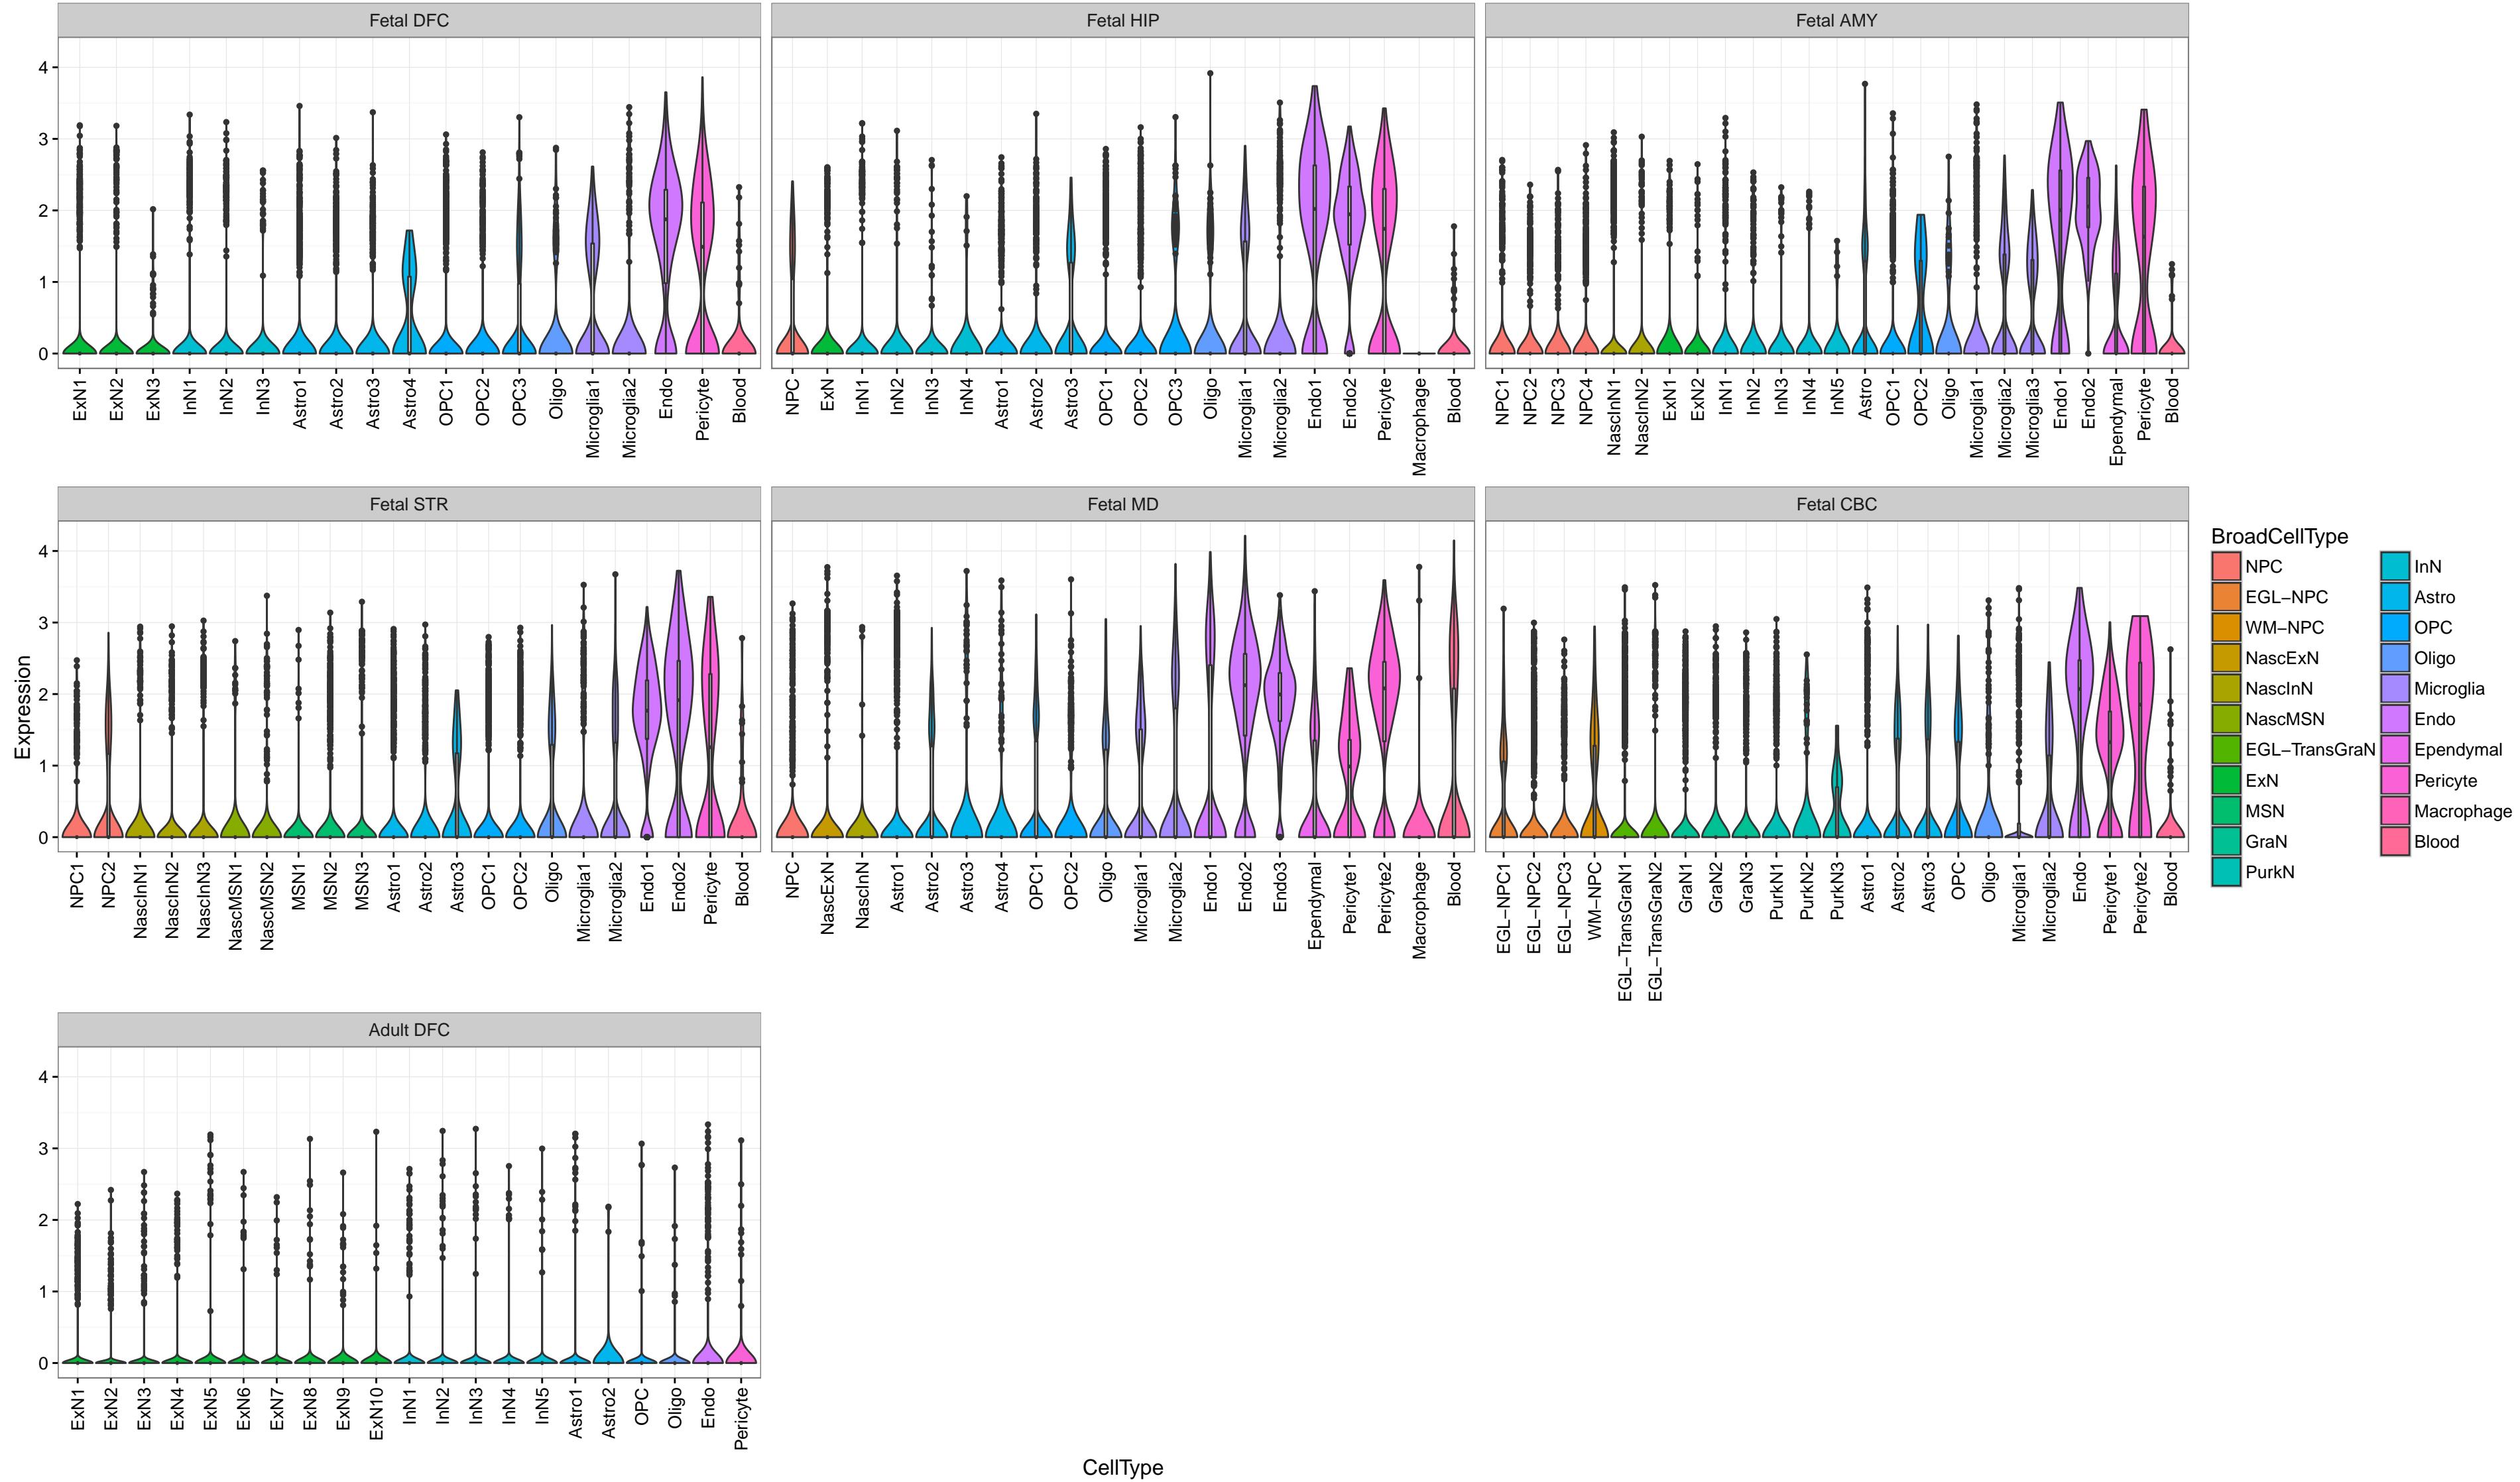 Fetal DFC Fetal HIP Fetal AMY
4
3
2
1
0
ExN1 ExN2 ExN3 InN1 InN2 InN3 Astro1 Astro2 Astro3 Astro4 OPC1 OPC2 OPC3 Oligo Microglia1 Microglia2 Endo Pericyte Blood
NPC ExN InN1 InN2 InN3 InN4 Astro1 Astro2 Astro3 OPC1 OPC2 OPC3 Oligo Microglia1 Microglia2 Endo1 Endo2 Pericyte Macrophage Blood
NPC1 NPC2 NPC3 NPC4 NascInN1 NascInN2 ExN1 ExN2 InN1 InN2 InN3 InN4 InN5 Astro OPC1 OPC2 Oligo Microglia1 Microglia2 Microglia3 Endo1 Endo2 Ependymal Pericyte Blood
Fetal STR Fetal MD Fetal CBC
Expression
4
3
2
1
0
NPC1 NPC2 NascInN1 NascInN2 NascInN3 NascMSN1 NascMSN2 MSN1 MSN2 MSN3 Astro1 Astro2 Astro3 OPC1 OPC2 Oligo Microglia1 Microglia2 Endo1 Endo2 Pericyte Blood
NPC NascExN NascInN Astro1 Astro2 Astro3 Astro4 OPC1 OPC2 Oligo Microglia1 Microglia2 Endo1 Endo2 Endo3 Ependymal Pericyte1 Pericyte2 Macrophage Blood
EGL−NPC1 EGL−NPC2 EGL−NPC3 WM−NPC EGL−TransGraN1 EGL−TransGraN2 GraN1 GraN2 GraN3 PurkN1 PurkN2 PurkN3 Astro1 Astro2 Astro3 OPC Oligo Microglia1 Microglia2 Endo Pericyte1 Pericyte2 Blood
BroadCellType
NPC
EGL−NPC
WM−NPC
NascExN
NascInN
NascMSN
EGL−TransGraN
ExN
MSN
GraN
PurkN
InN
Astro
OPC
Oligo
Microglia
Endo
Ependymal
Pericyte
Macrophage
Blood
Adult DFC
4
3
2
1
0
ExN1 ExN2 ExN3 ExN4 ExN5 ExN6 ExN7 ExN8 ExN9 ExN10 InN1 InN2 InN3 InN4 InN5 Astro1 Astro2 OPC Oligo Endo Pericyte
CellType